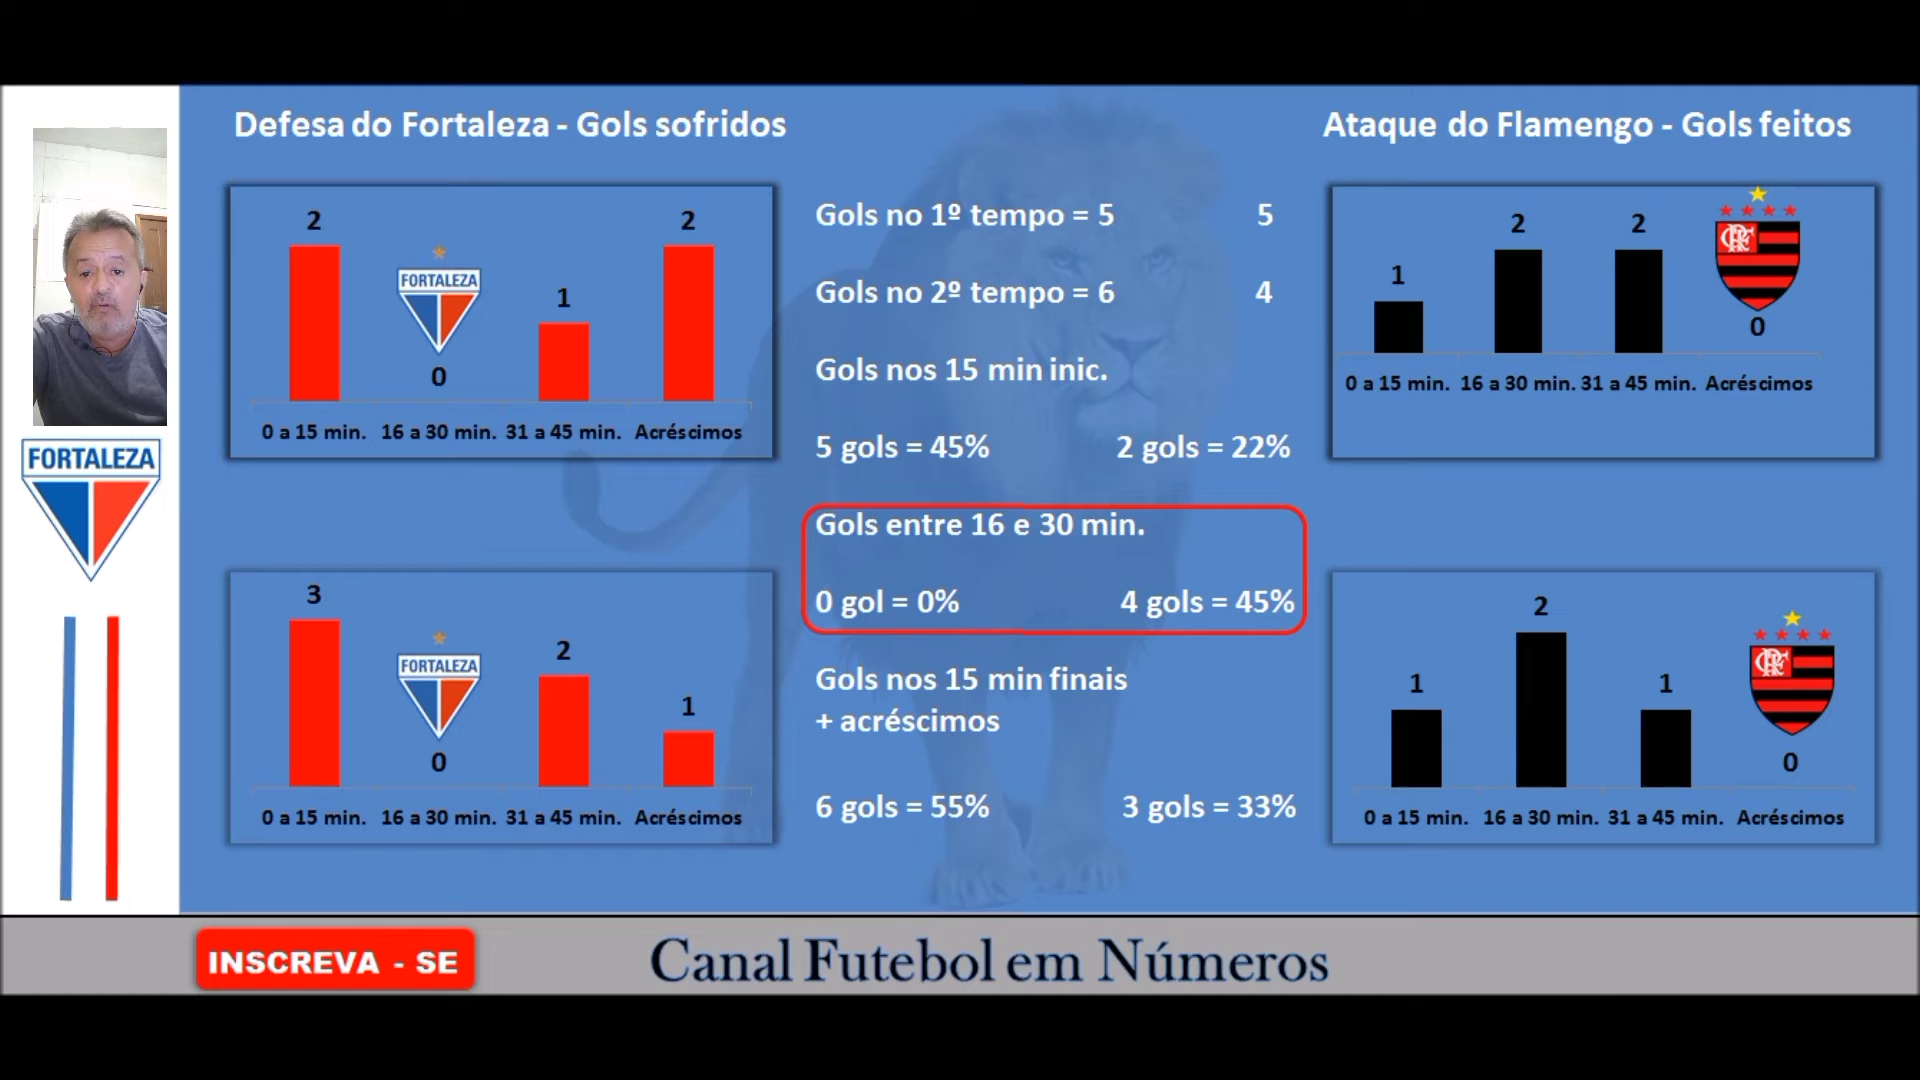 Defesa do Fortaleza - Gols sofridos
Ataque do Flamengo - Gols feitos
2
FORTALEZA
0
1
2
0 a 15 min. 16 a 30 min. 31 a 45 min. Acréscimos
Gols no 1º tempo = 5 5
Gols no 2º tempo = 6 4
Gols nos 15 min inic.
5 gols = 45% 2 gols = 22%
Gols entre 16 e 30 min.
0 gol = 0% 4 gols = 45%
Gols nos 15 min finais
+ acréscimos
6 gols = 55% 3 gols = 33%
1
2
2
CRF
0
0 a 15 min. 16 a 30 min. 31 a 45 min. Acréscimos
FORTALEZA
3
FORTALEZA
0
2
1
0 a 15 min. 16 a 30 min. 31 a 45 min. Acréscimos
1
2
1
CRF
0
0 a 15 min. 16 a 30 min. 31 a 45 min. Acréscimos
INSCREVA - SE
Canal Futebol em Números